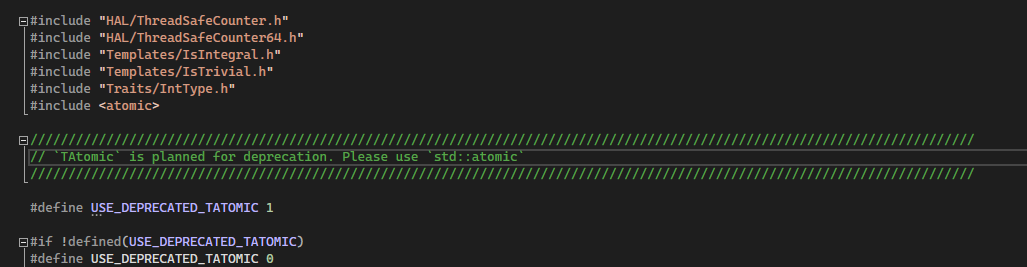 #include "HAL/ThreadSafeCounter.h"
#include "HAL/ThreadSafeCounter64.h"
#include "Templates/IsIntegral.h"
#include "Templates/IsTrivial.h"
#include "Traits/IntType.h"
#include <atomic>
////////////////////////////////////////////////////////////////////////////////////////////////////////////////////////////
// `TAtomic` is planned for deprecation. Please use `std::atomic`
////////////////////////////////////////////////////////////////////////////////////////////////////////////////////////////
#define USE_DEPRECATED_TATOMIC 1
#if !defined(USE_DEPRECATED_TATOMIC)
#define USE_DEPRECATED_TATOMIC 0